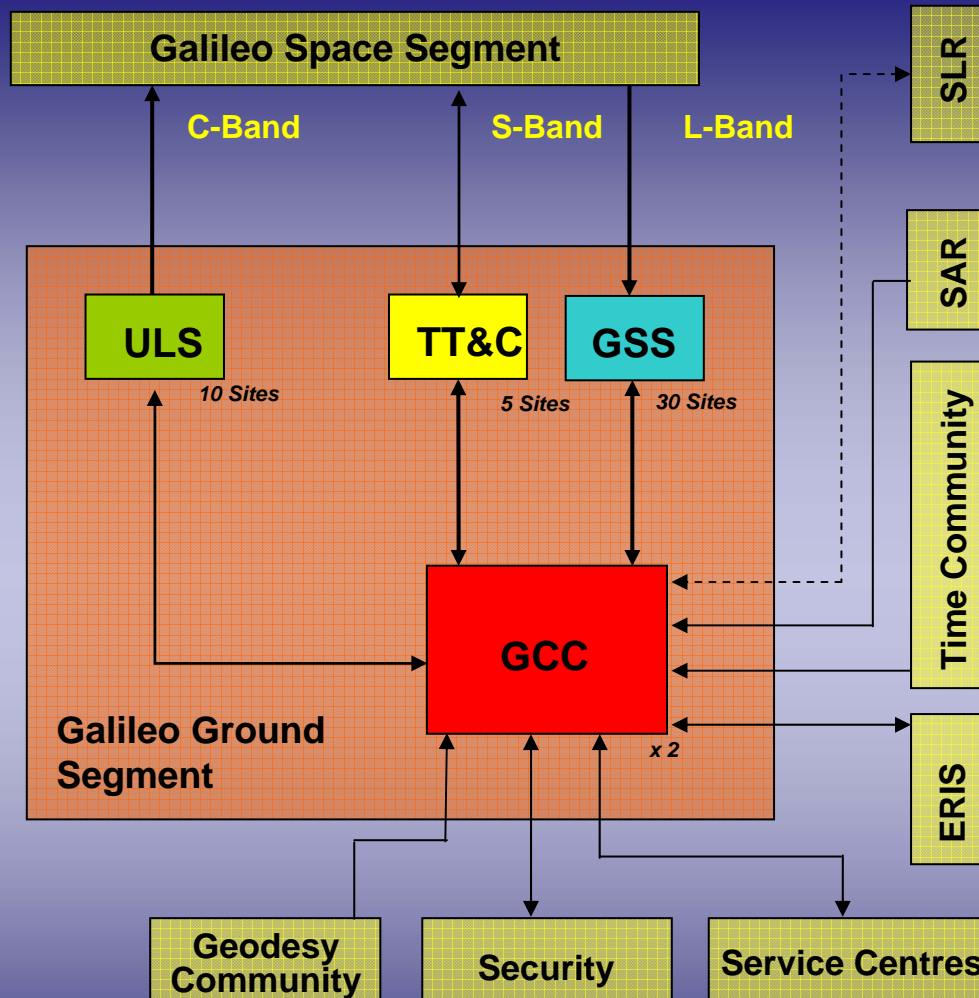 Galileo Space Segment
SLR
C-Band
S-Band
L-Band
SAR
ULS
TT&C
GSS
10 Sites
5 Sites
30 Sites
Time Community
GCC
Galileo Ground
Segment
x 2
ERIS
Geodesy
Community
Security
Service Centres